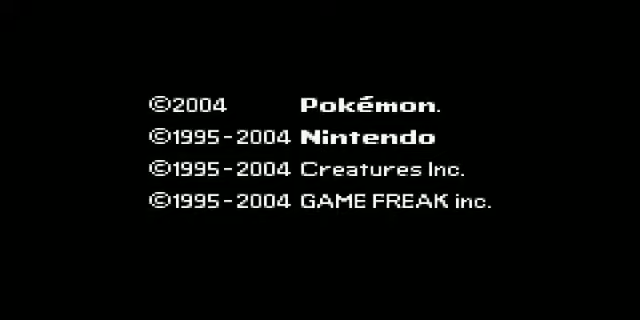 ©2004 Pokémon.
©1995-2004 Nintendo
©1995-2004 Creatures Inc.
©1995-2004 GAME FREAK inc.